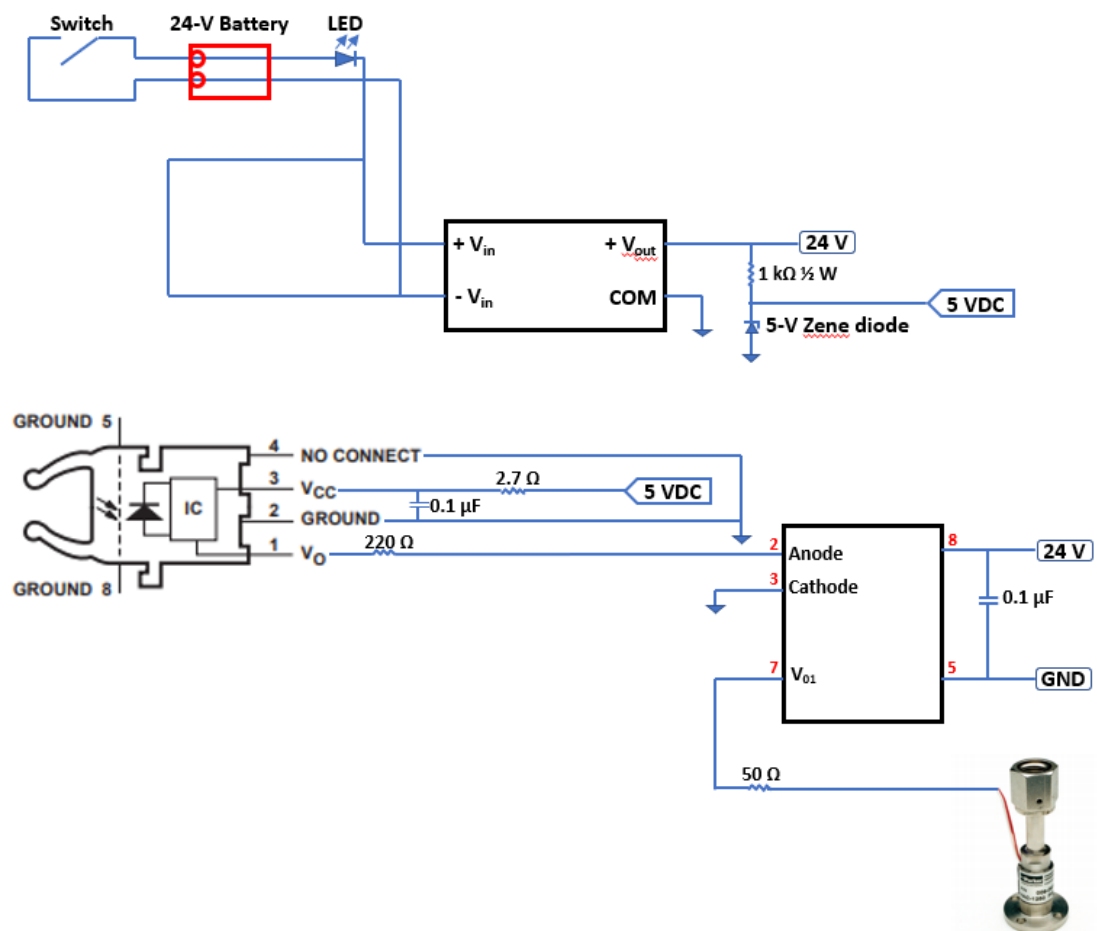 Switch
24-V Battery
LED
+ Vin
+ Vout
24 V
1 kΩ ½ W
- Vin
COM
5 VDC
5-V Zene diode
GROUND 5
4 NO CONNECT
2.7 Ω
3 VCC
5 VDC
IC
0.1 µF
2 GROUND
220 Ω
1 VO
GROUND 8
2 Anode
8
24 V
3 Cathode
0.1 µF
7 V01
5
GND
50 Ω